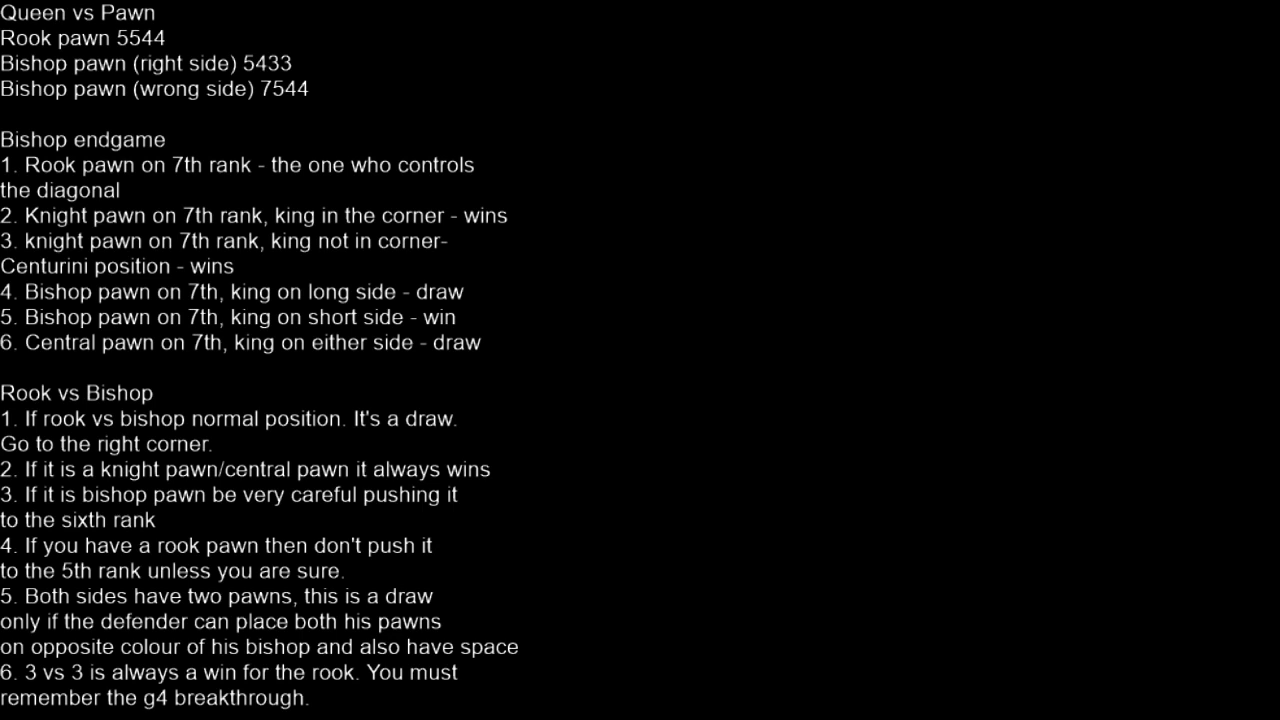 Queen vs Pawn
Rook pawn 5544
Bishop pawn (right side) 5433
Bishop pawn (wrong side) 7544
Bishop endgame
1. Rook pawn on 7th rank - the one who controls
the diagonal
2. Knight pawn on 7th rank, king in the corner - wins
3. knight pawn on 7th rank, king not in corner-
Centurini position - wins
4. Bishop pawn on 7th, king on long side - draw
5. Bishop pawn on 7th, king on short side - win
6. Central pawn on 7th, king on either side - draw
Rook vs Bishop
1. If rook vs bishop normal position. It's a draw.
Go to the right corner.
2. If it is a knight pawn/central pawn it always wins
3. If it is bishop pawn be very careful pushing it
to the sixth rank
4. If you have a rook pawn then don't push it
to the 5th rank unless you are sure.
5. Both sides have two pawns, this is a draw
only if the defender can place both his pawns
on opposite colour of his bishop and also have space
6. 3 vs 3 is always a win for the rook. You must
remember the g4 breakthrough.